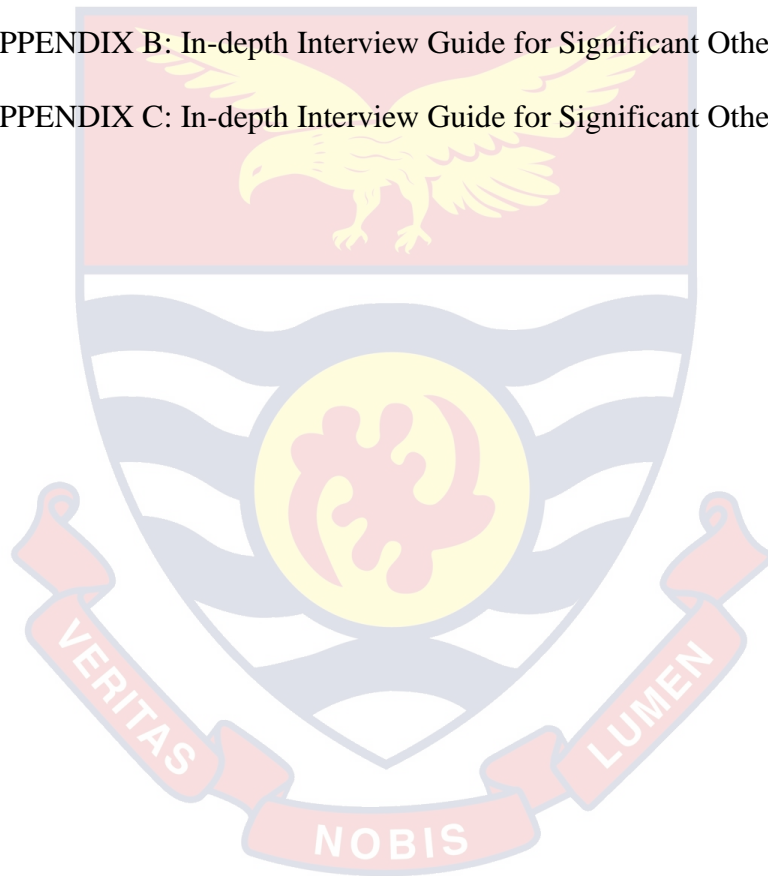 PPENDIX B: In-depth Interview Guide for Significant Othe
PPENDIX C: In-depth Interview Guide for Significant Othe
VERITAS
NOBIS
LUMEN